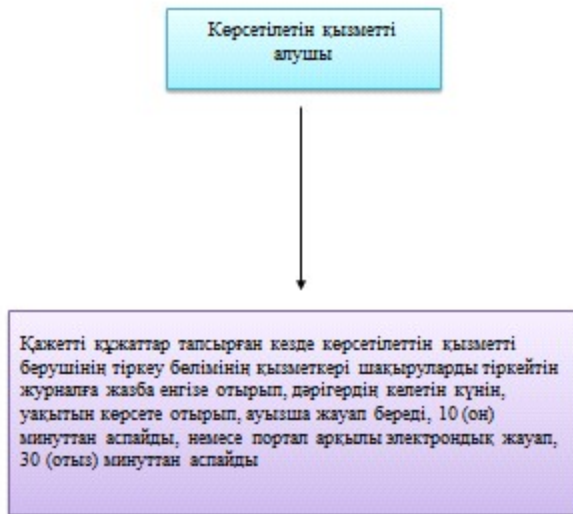 Көрсетілетін қызметті
алушы
Қажетті құжаттар тапсырған кезде көрсетілеттін қызметті
берушінің тіркеу бөлімінің қызметкері шақыруларды тіркейтін
журналға жазба енгізе отырып, дәрігердің келетін күнін,
уақытын көрсете отырып, ауызша жауап береді, 10 (он)
минуттан аспайды, немесе портал арқылы электрондық жауап,
30 (отыз) минуттан аспайды